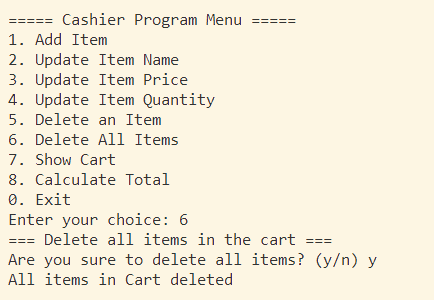 ===== Cashier Program Menu =====
1. Add Item
2. Update Item Name
3. Update Item Price
4. Update Item Quantity
5. Delete an Item
6. Delete All Items
7. Show Cart
8. Calculate Total
0. Exit
Enter your choice: 6
=== Delete all items in the cart ===
Are you sure to delete all items? (y/n) y
All items in Cart deleted